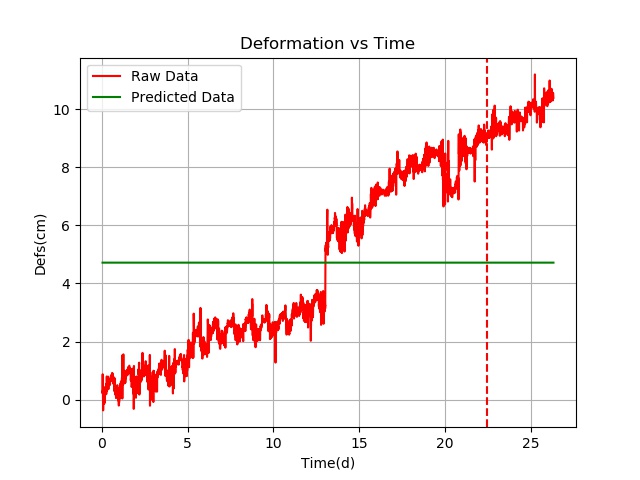 Deformation vs Time
Raw Data
Predicted Data
Defs(cm)
10
8
6
4
2
0
0 5 10 15 20 25
Time(d)